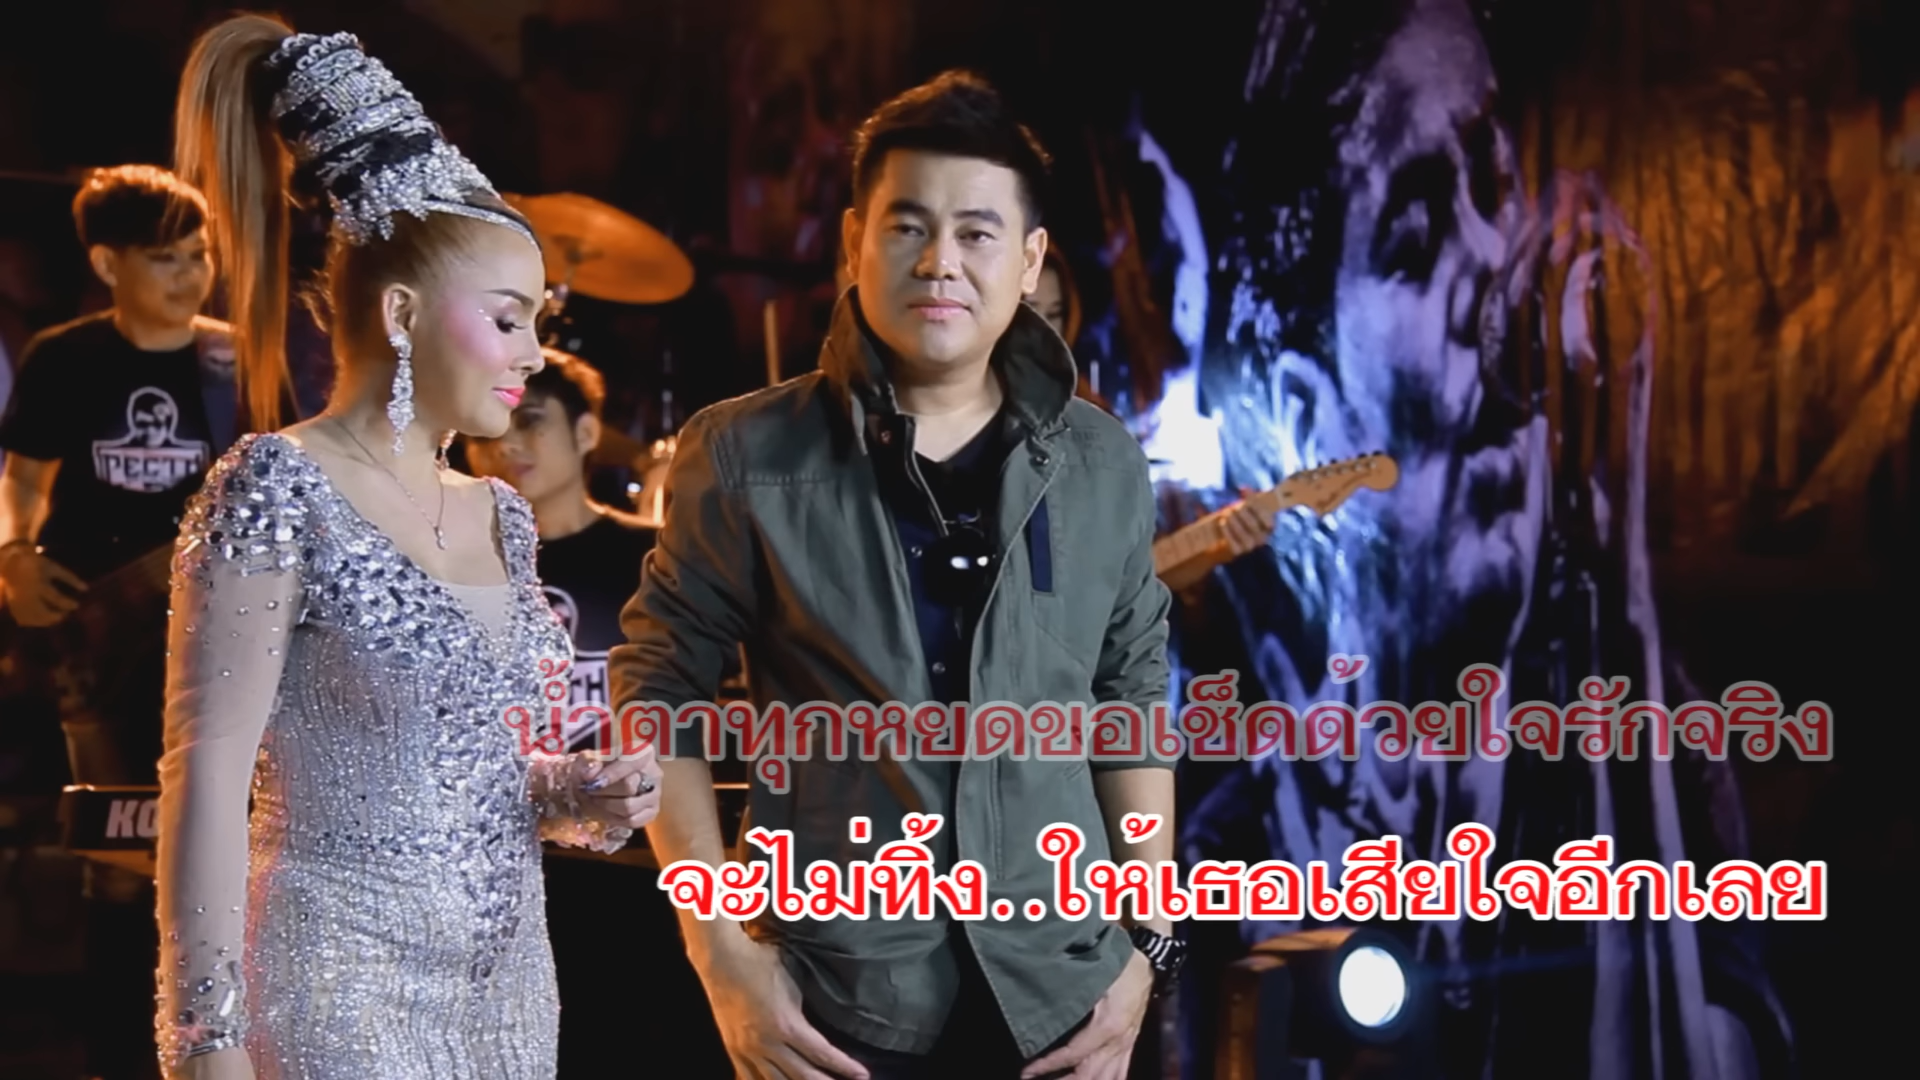 น้ำตาทุกหยดขอเช็ดด้วยใจรักจริง
จะไม่ทิ้ง..ให้เธอเสียใจอีกเลย
KO